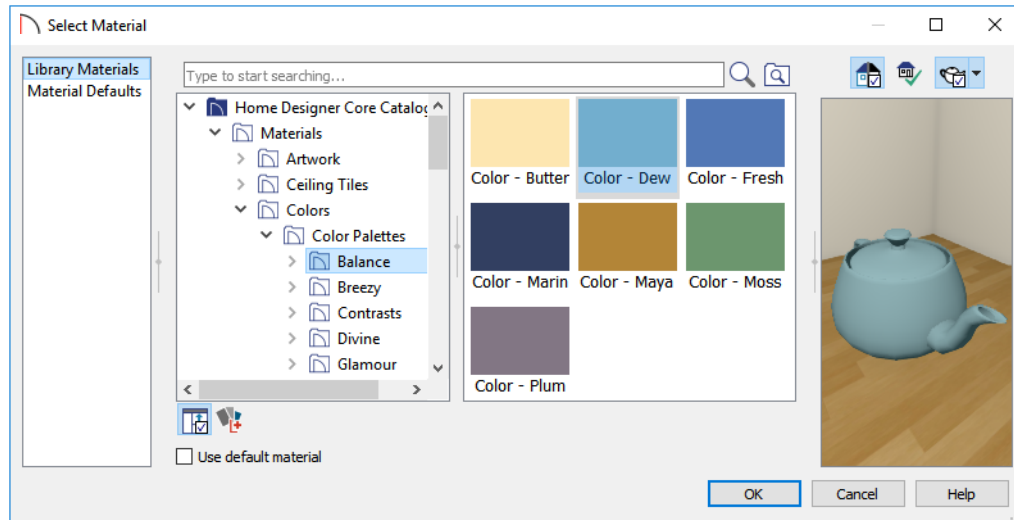 Select Material
Library Materials
Material Defaults
Type to start searching...
Home Designer Core Catalog
Materials
Artwork
Ceiling Tiles
Colors
Color Palettes
Balance
Breezy
Contrasts
Divine
Glamour
Color - Butter Color - Dew Color - Fresh
Color - Marin Color - Maya Color - Moss
Color - Plum
Use default material
OK Cancel Help